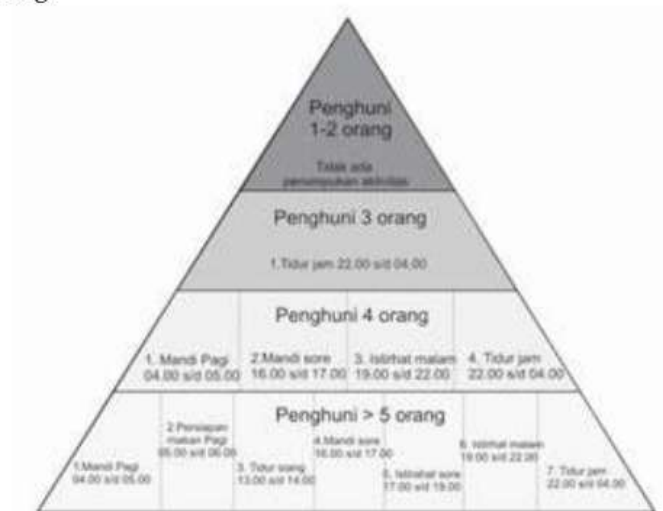 Penghuni
1-2 orang
Tidak ada
penumpukan aktivitas
Penghuni 3 orang
1.Tidur jam 22.00 s/d 04.00
Penghuni 4 orang
1. Mandi Pagi
04.00 s/d 05.00
2.Mandi sore
16.00 s/d 17.00
3. Istirhat malam
19.00 s/d 22.00
4. Tidur jam
22.00 s/d 04.00
Penghuni > 5 orang
1.Mandi Pagi
04.00 s/d 05.00
2.Persiapan
makan Pagi
05.00 s/d 06.00
3. Tidur siang
13.00 s/d 14.00
4.Mandi sore
16.00 s/d 17.00
5. Istirahat sore
17.00 s/d 19.00
6. Istirhat malam
19.00 s/d 22.00
7. Tidur jam
22.00 s/d 04.00